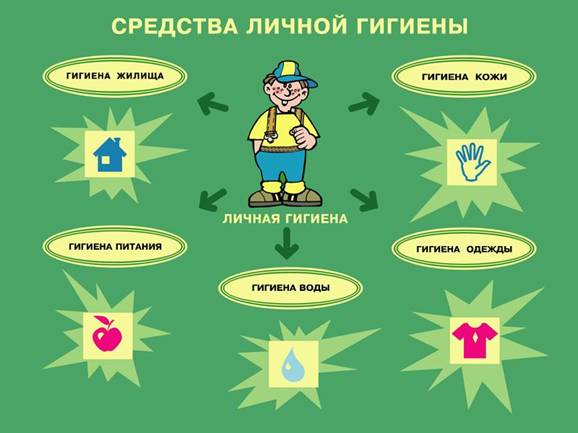 СРЕДСТВА ЛИЧНОЙ ГИГИЕНЫ
ГИГИЕНА ЖИЛИЩА
ГИГИЕНА КОЖИ
ЛИЧНАЯ ГИГИЕНА
ГИГИЕНА ПИТАНИЯ
ГИГИЕНА ОДЕЖДЫ
ГИГИЕНА ВОДЫ